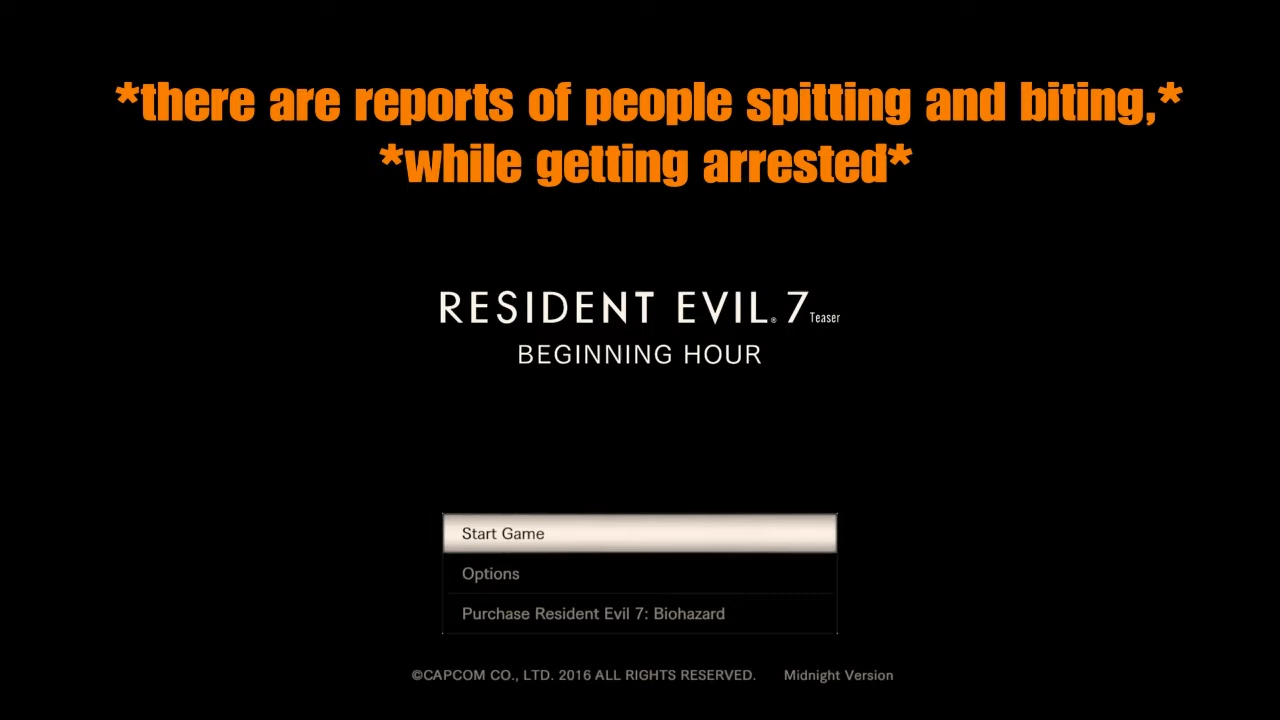 *there are reports of people spitting and biting,*
*while getting arrested*
RESIDENT EVIL® 7 Teaser
BEGINNING HOUR
Start Game
Options
Purchase Resident Evil 7: Biohazard
©CAPCOM CO., LTD. 2016 ALL RIGHTS RESERVED. Midnight Version